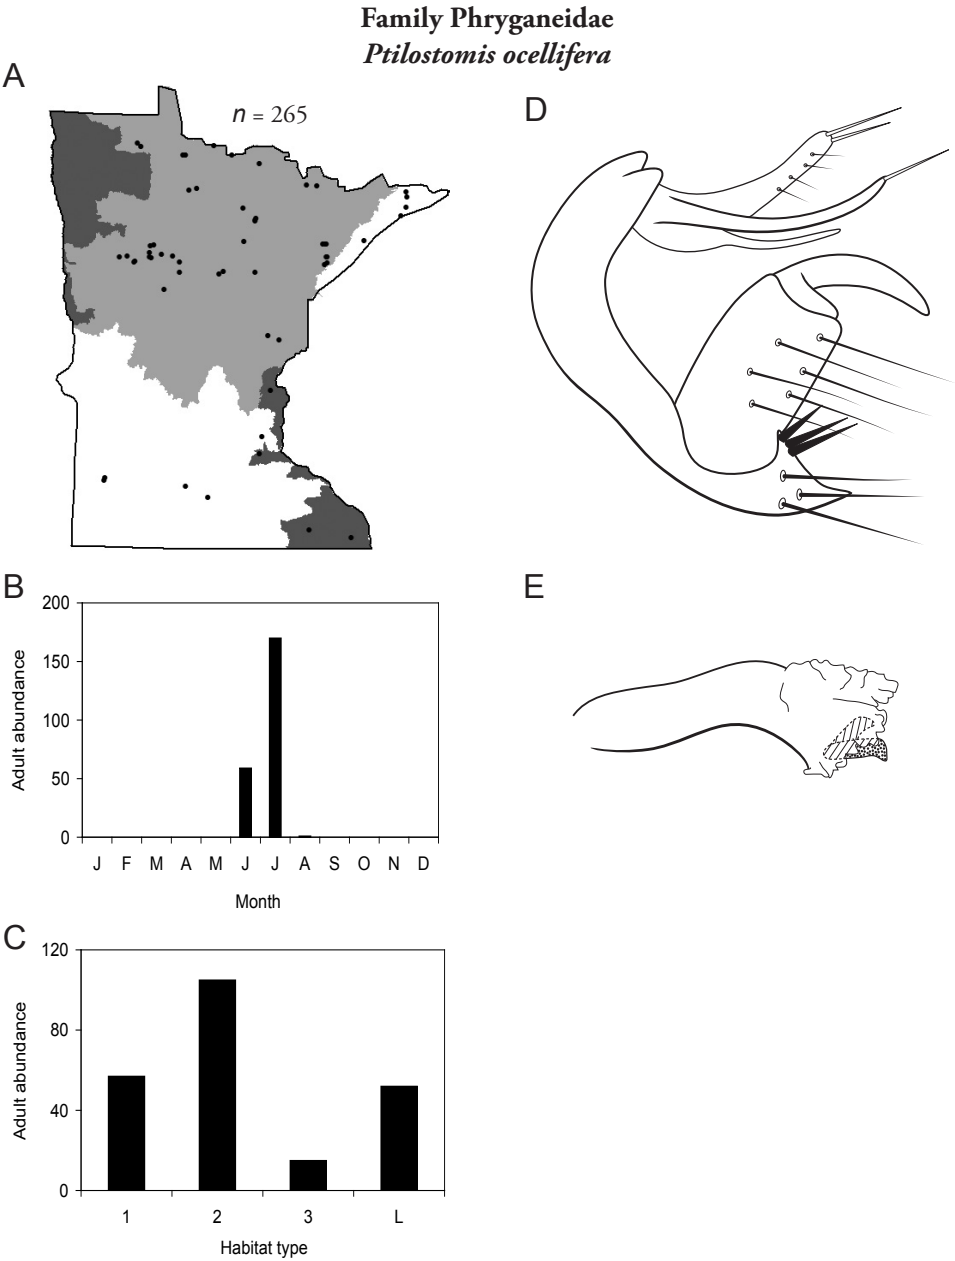 Family Phryganeidae
Ptilostomis ocellifera
A
n = 265
D
B
200
150
100
50
0
Adult abundance
J F M A M J J A S O N D
Month
E
C
120
80
40
0
Adult abundance
1 2 3 L
Habitat type